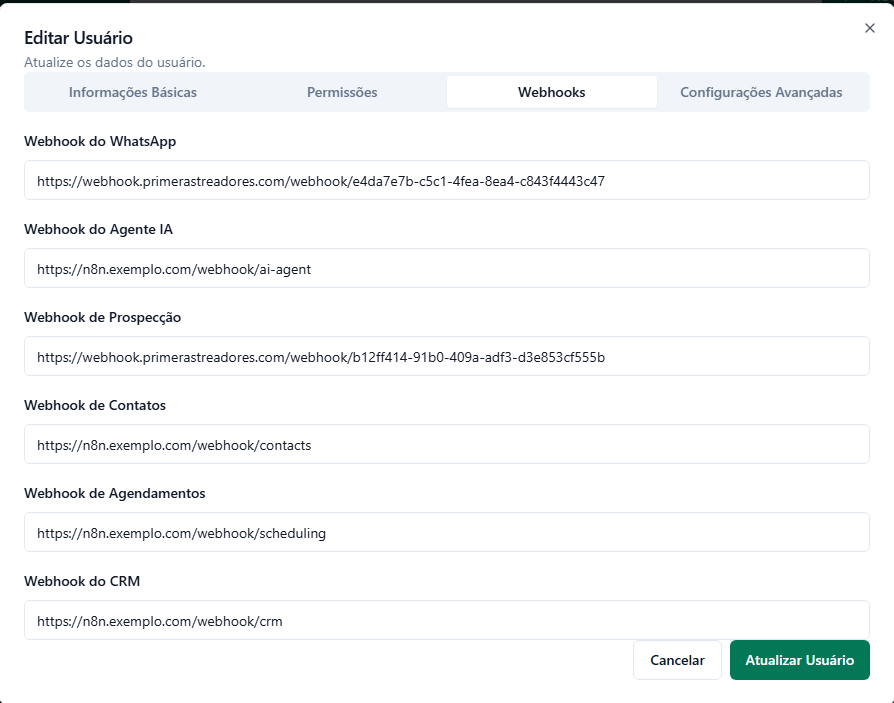 Editar Usuário
Atualize os dados do usuário.
Informações Básicas
Permissões
Webhooks
Configurações Avançadas
Webhook do WhatsApp
https://webhook.primerastreadores.com/webhook/e4da7e7b-c5c1-4fea-8ea4-c843f4443c47
Webhook do Agente IA
https://n8n.exemplo.com/webhook/ai-agent
Webhook de Prospecção
https://webhook.primerastreadores.com/webhook/b12ff414-91b0-409a-adf3-d3e853cf555b
Webhook de Contatos
https://n8n.exemplo.com/webhook/contacts
Webhook de Agendamentos
https://n8n.exemplo.com/webhook/scheduling
Webhook do CRM
https://n8n.exemplo.com/webhook/crm
Cancelar
Atualizar Usuário